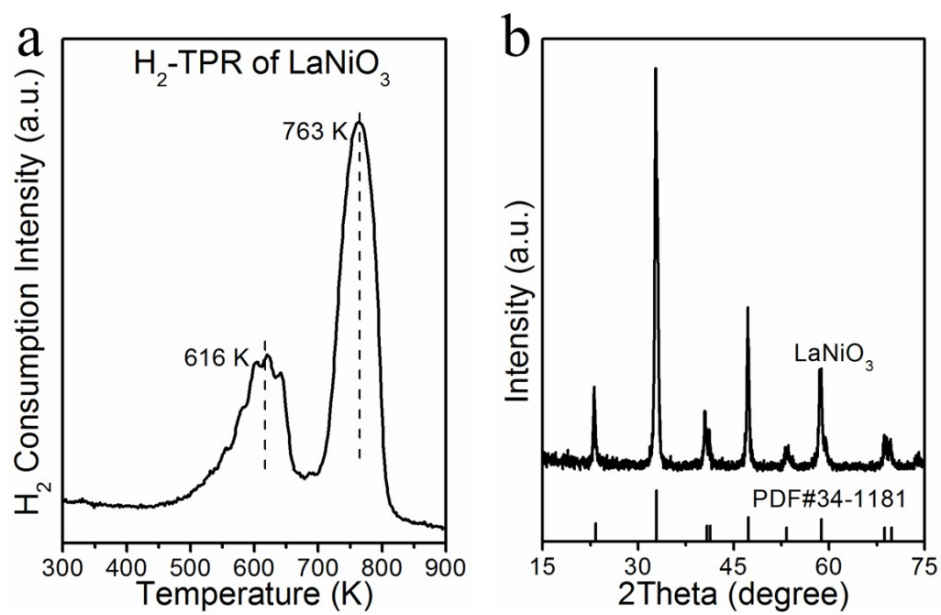 a
H₂-TPR of LaNiO₃
763 K
616 K
H₂ Consumption Intensity (a.u.)
300 400 500 600 700 800 900
Temperature (K)
b
LaNiO₃
PDF#34-1181
Intensity (a.u.)
15 30 45 60 75
2Theta (degree)